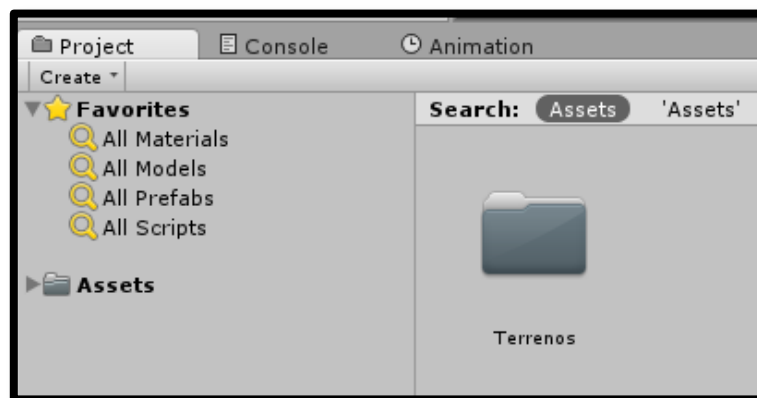 Project Console Animation
Create
Favorites Search: Assets 'Assets'
All Materials
All Models
All Prefabs
All Scripts
Assets
Terrenos